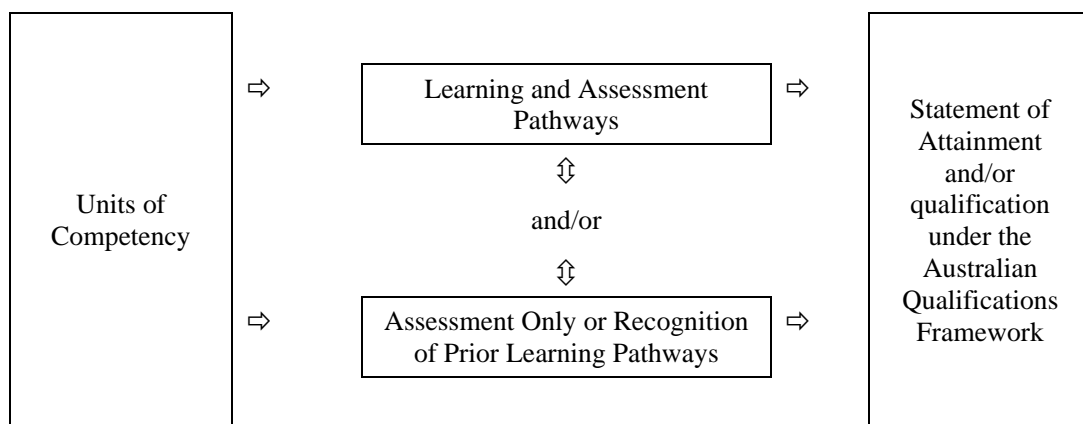 Units of
Competency
⇨
Learning and Assessment
Pathways
⇨
⇳
and/or
⇳
⇨
Assessment Only or Recognition
of Prior Learning Pathways
⇨
Statement of
Attainment
and/or
qualification
under the
Australian
Qualifications
Framework